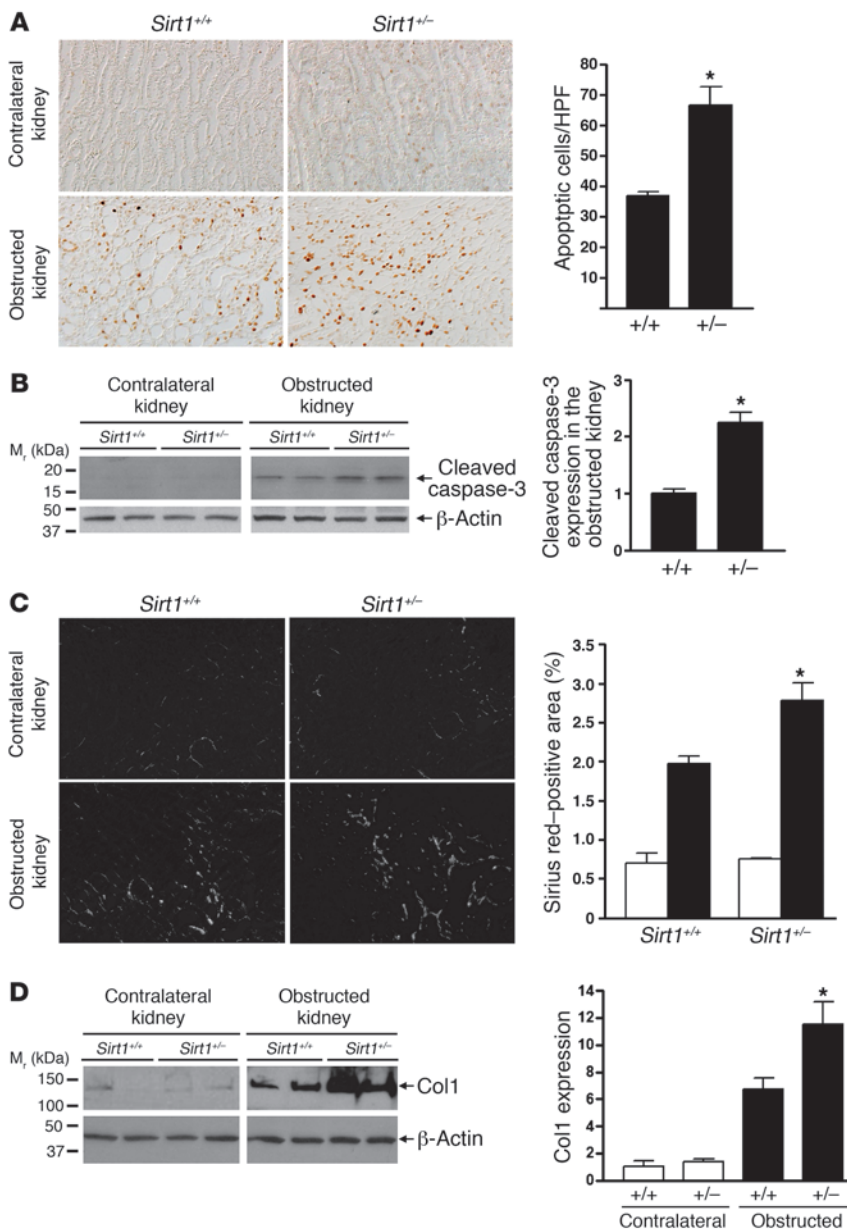 A
Sirt1+/+
Sirt1+/–
Contralateral
kidney
Obstructed
kidney
Apoptptic cells/HPF
80
70
60
50
40
30
20
10
*
+/+
+/–
B
Contralateral
kidney
Obstructed
kidney
Mr (kDa)
Sirt1+/+
Sirt1+/–
Sirt1+/+
Sirt1+/–
20
15
50
37
Cleaved
caspase-3
β-Actin
Cleaved caspase-3
expression in the
obstructed kidney
3
2
1
0
*
+/+
+/–
C
Sirt1+/+
Sirt1+/–
Contralateral
kidney
Obstructed
kidney
Sirius red–positive area (%)
3.5
3.0
2.5
2.0
1.5
1.0
0.5
0
*
Sirt1+/+
Sirt1+/–
D
Contralateral
kidney
Obstructed
kidney
Mr (kDa)
Sirt1+/+
Sirt1+/–
Sirt1+/+
Sirt1+/–
150
100
50
37
Col1
β-Actin
Col1 expression
14
12
10
8
6
4
2
0
*
+/+
+/–
+/+
+/–
Contralateral
Obstructed